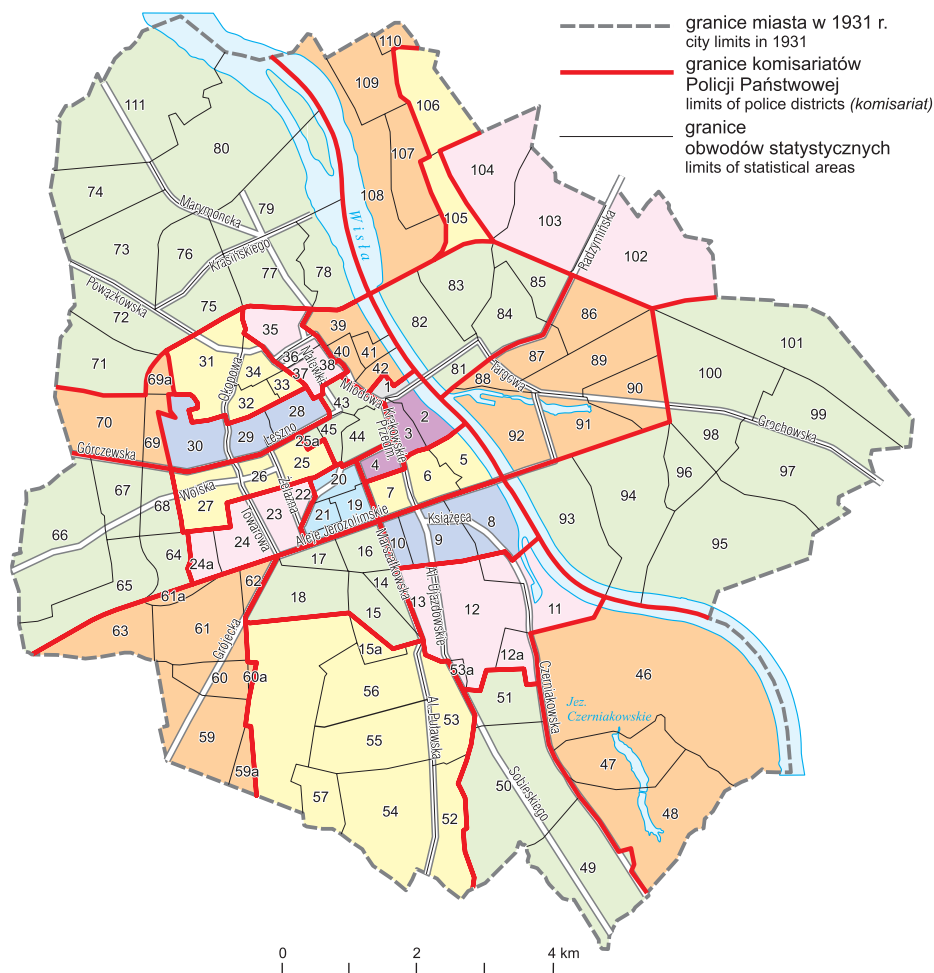 granice miasta w 1931 r.
city limits in 1931
granice komisariatów
Policji Państwowej
limits of police districts (komisariat)
granice
obwodów statystycznych
limits of statistical areas
110
109
106
111
107
104
80
74
108
103
79
105
Marymoncka
Wisła
Radzymińska
73
76
Krasińskiego
102
77
78
83
85
Powązkowska
75
84
86
72
35
39
82
101
71
31
36
Nalewki
40
41
87
89
100
69a
Okopowa
34
37
38
42
81
Targowa
90
33
Miodowa
1
88
32
28
43
2
99
70
30
29
Leszno
45
44
Krakowskie
Przedm.
3
92
91
Grochowska
98
69
25a
Górczewska
25
4
6
5
97
67
26
20
96
Wolska
22
7
94
68
27
Żelazna
23
21
19
Książęca
8
93
66
Towarowa
Aleje Jerozolimskie
10
9
95
64
24
16
Marszałkowska
24a
17
65
61a
62
14
Al. Ujazdowskie
18
13
12
11
63
61
15
Grójecka
15a
12a
60
60a
53a
46
56
51
Czerniakowska
Jez.
Czerniakowskie
53
Al. Puławska
59
55
47
59a
50
Sobieskiego
57
54
52
48
49
0
2
4 km